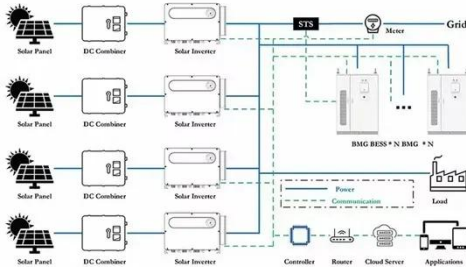 STS
Meter
Grid
Solar Panel DC Combiner Solar Inverter
Solar Panel DC Combiner Solar Inverter
BMG BESS * N BMG * N
Solar Panel DC Combiner Solar Inverter
Power
Communication
Load
Solar Panel DC Combiner Solar Inverter
Controller Router Cloud Server Applications